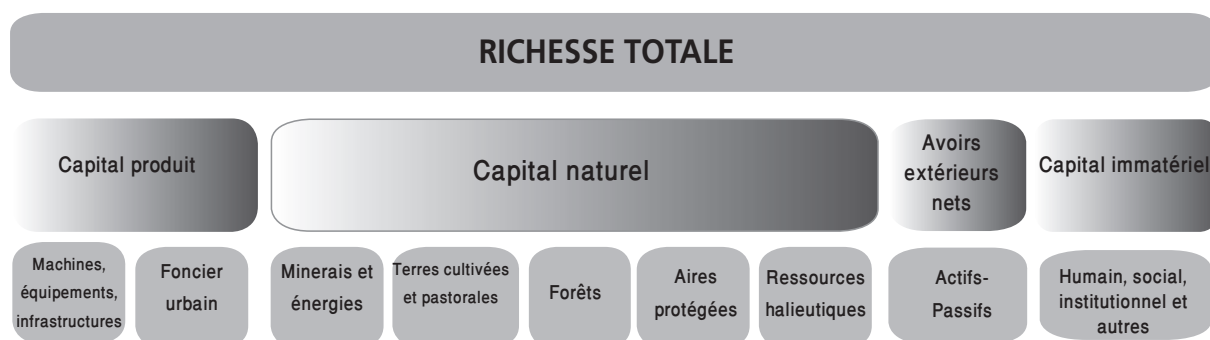 RICHESSE TOTALE
Capital produit
Capital naturel
Avoirs
extérieurs
nets
Capital immatériel
Machines,
équipements,
infrastructures
Foncier
urbain
Minerais et
énergies
Terres cultivées
et pastorales
Forêts
Aires
protégées
Ressources
halieutiques
Actifs-
Passifs
Humain, social,
institutionnel et
autres